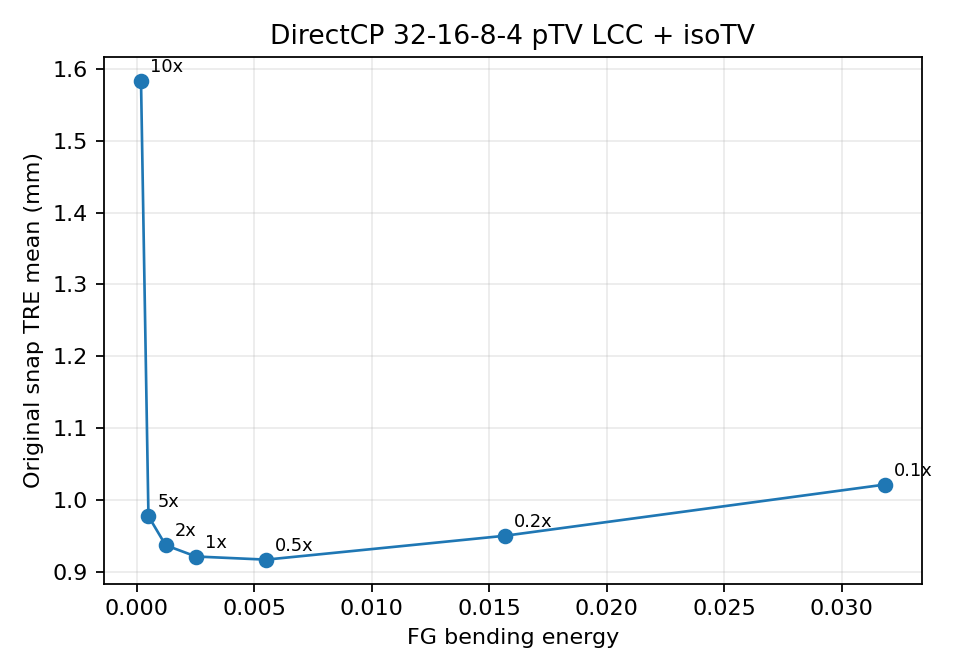 DirectCP 32-16-8-4 pTV LCC + isoTV
Original snap TRE mean (mm)
1.6
1.5
1.4
1.3
1.2
1.1
1.0
0.9
10x
5x
2x
1x
0.5x
0.2x
0.1x
0.000
0.005
0.010
0.015
0.020
0.025
0.030
FG bending energy